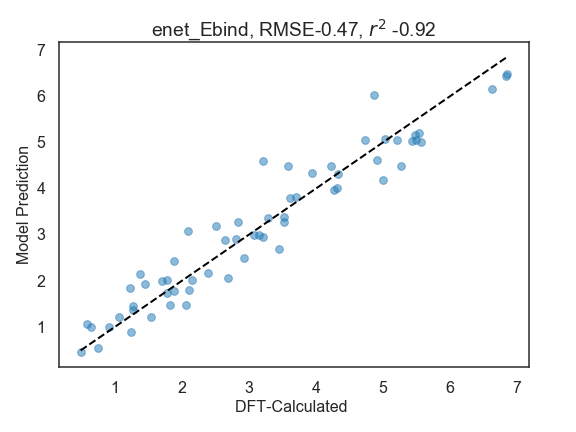 enet_Ebind, RMSE-0.47, r² -0.92
7
6
5
4
3
2
1
Model Prediction
1 2 3 4 5 6 7
DFT-Calculated